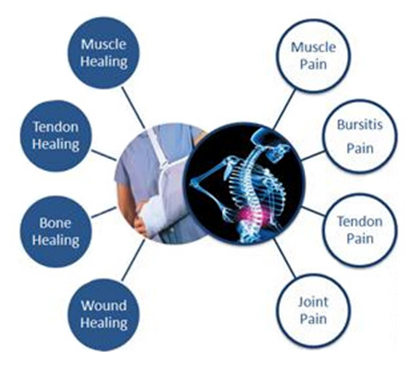 Muscle
Healing
Tendon
Healing
Bone
Healing
Wound
Healing
Muscle
Pain
Bursitis
Pain
Tendon
Pain
Joint
Pain